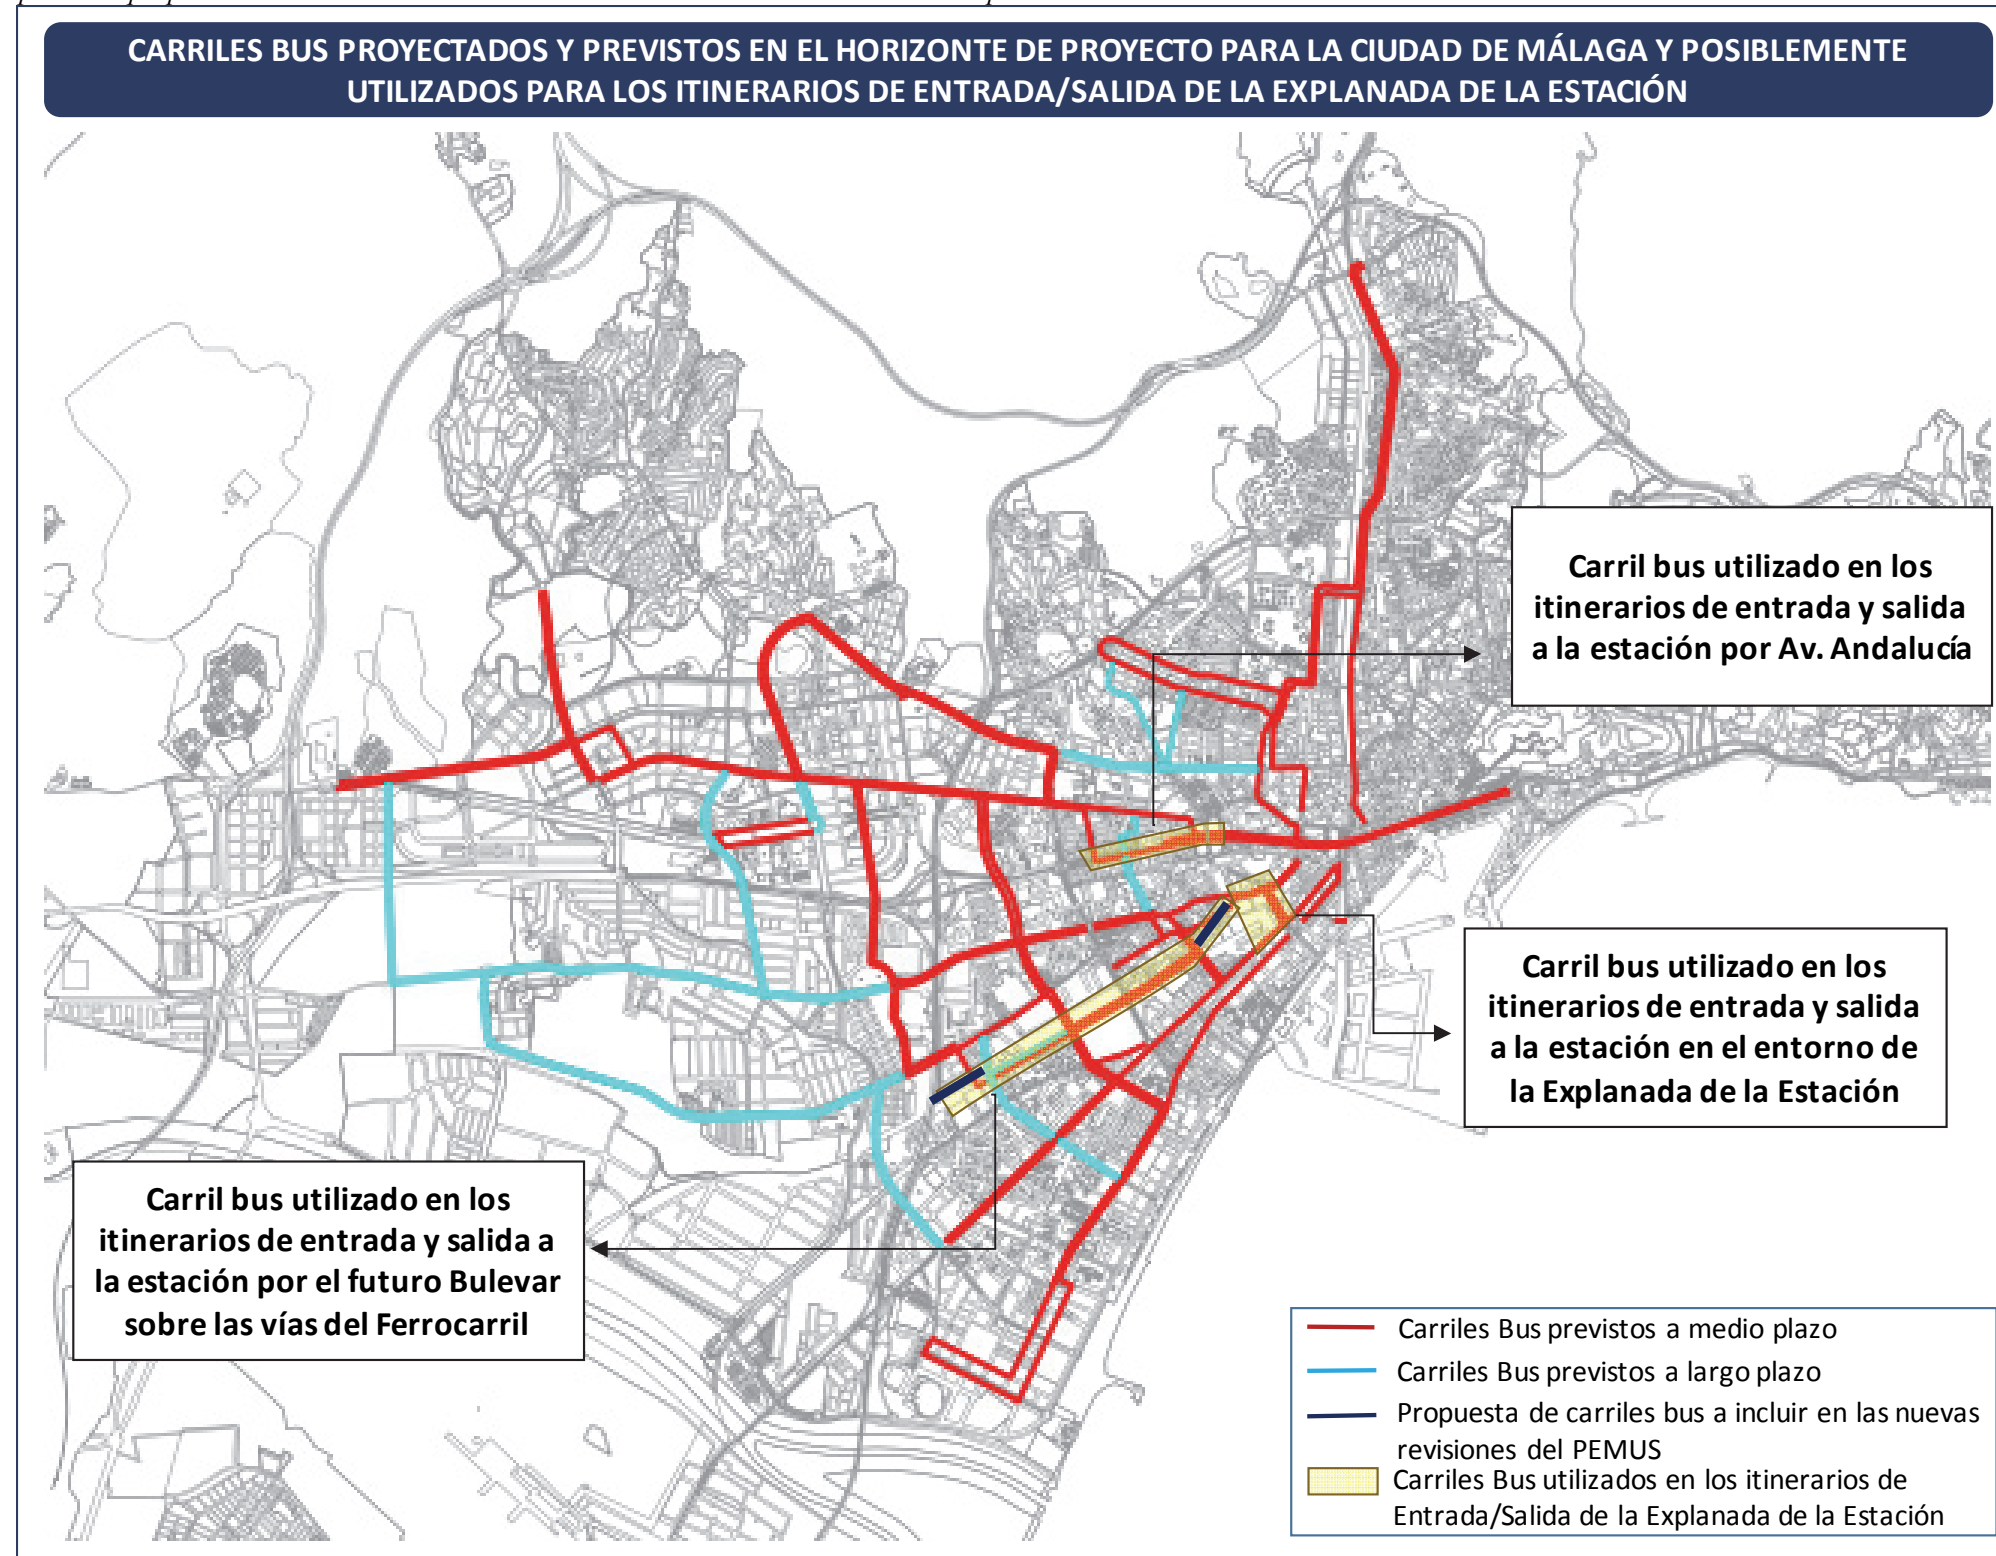 CARRILES BUS PROYECTADOS Y PREVISTOS EN EL HORIZONTE DE PROYECTO PARA LA CIUDAD DE MÁLAGA Y POSIBLEMENTE
UTILIZADOS PARA LOS ITINERARIOS DE ENTRADA/SALIDA DE LA EXPLANADA DE LA ESTACIÓN
Carril bus utilizado en los
itinerarios de entrada y salida
a la estación por Av. Andalucía
Carril bus utilizado en los
itinerarios de entrada y salida
a la estación en el entorno de
la Explanada de la Estación
Carril bus utilizado en los
itinerarios de entrada y salida a
la estación por el futuro Bulevar
sobre las vías del Ferrocarril
Carriles Bus previstos a medio plazo
Carriles Bus previstos a largo plazo
Propuesta de carriles bus a incluir en las nuevas
revisiones del PEMUS
Carriles Bus utilizados en los itinerarios de
Entrada/Salida de la Explanada de la Estación